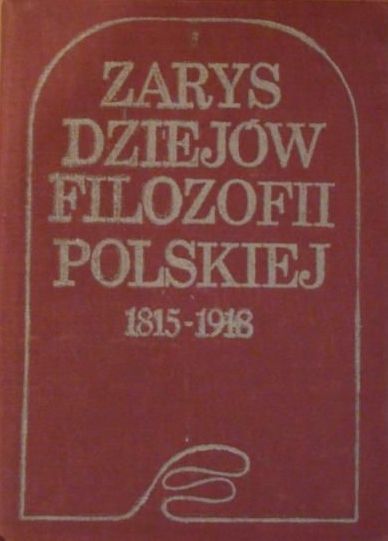 ZARYS
DZIEJÓW
FILOZOFII
POLSKIEJ
1815-1918